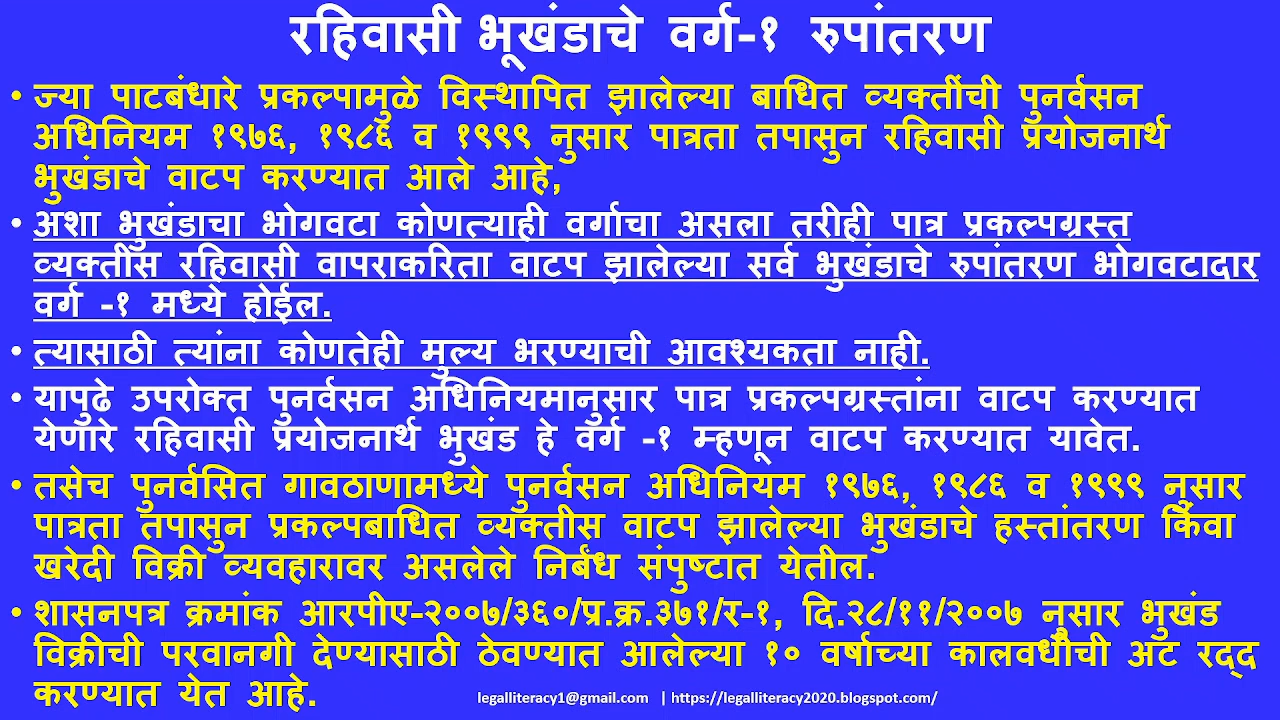 रहिवासी भूखंडाचे वर्ग-१ रुपांतरण
• ज्या पाटबंधारे प्रकल्पामुळे विस्थापित झालेल्या बाधित व्यक्तींची पुनर्वसन
अधिनियम १९७६, १९८६ व १९९९ नुसार पात्रता तपासुन रहिवासी प्रयोजनार्थ
भुखंडाचे वाटप करण्यात आले आहे,
• अशा भुखंडाचा भोगवटा कोणत्याही वर्गाचा असला तरीही पात्र प्रकल्पग्रस्त
व्यक्तीस रहिवासी वापराकरिता वाटप झालेल्या सर्व भुखंडाचे रुपांतरण भोगवटादार
वर्ग -१ मध्ये होईल.
• त्यासाठी त्यांना कोणतेही मुल्य भरण्याची आवश्यकता नाही.
• यापुढे उपरोक्त पुनर्वसन अधिनियमानुसार पात्र प्रकल्पग्रस्तांना वाटप करण्यात
येणारे रहिवासी प्रयोजनार्थ भुखंड हे वर्ग -१ म्हणून वाटप करण्यात यावेत.
• तसेच पुनर्वसित गावठाणामध्ये पुनर्वसन अधिनियम १९७६, १९८६ व १९९९ नुसार
पात्रता तपासुन प्रकल्पबाधित व्यक्तीस वाटप झालेल्या भुखंडाचे हस्तांतरण किंवा
खरेदी विक्री व्यवहारावर असलेले निर्बंध संपुष्टात येतील.
• शासनपत्र क्रमांक आरपीए-२००७/३६०/प्र.क्र.३७१/र-१, दि.२८/११/२००७ नुसार भुखंड
विक्रीची परवानगी देण्यासाठी ठेवण्यात आलेल्या १० वर्षाच्या कालवधीची अट रद्द
करण्यात येत आहे.
legalliteracy1@gmail.com | https://legalliteracy2020.blogspot.com/